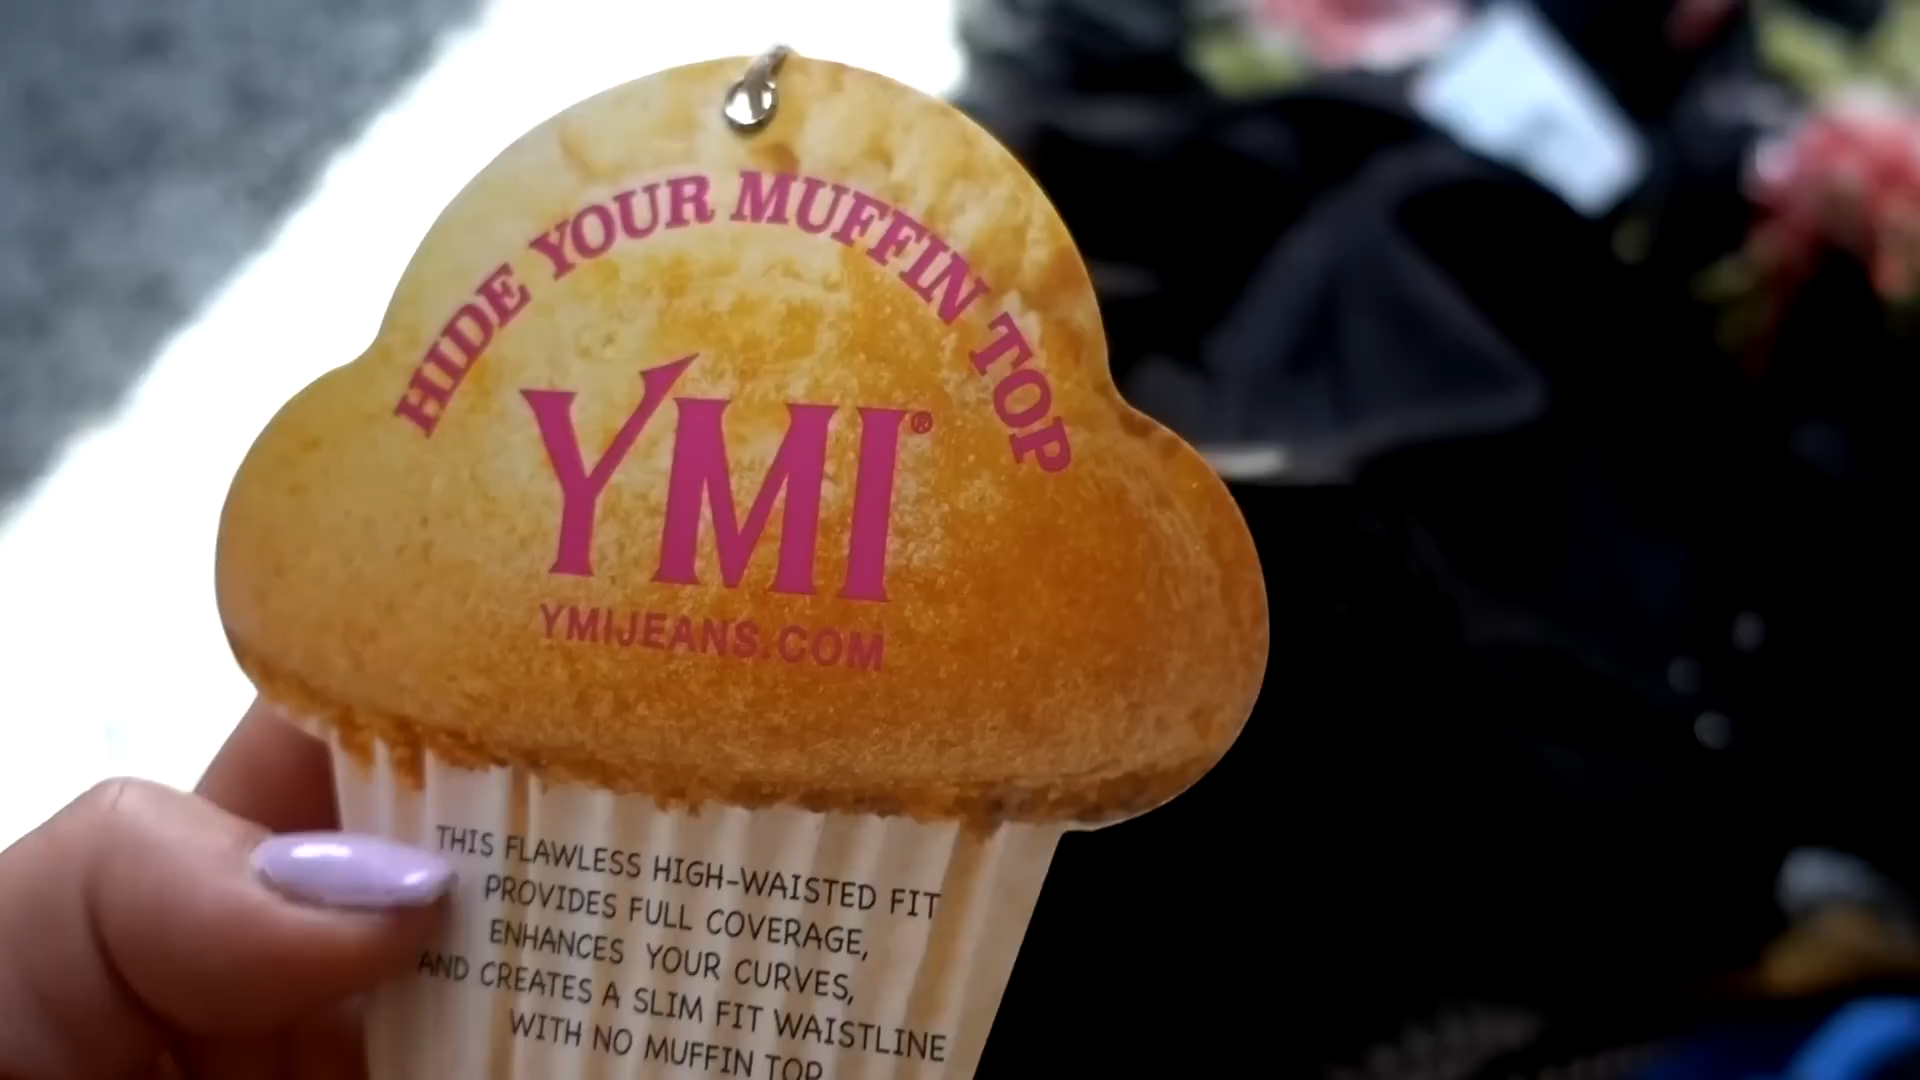 HIDE YOUR MUFFIN TOP
YMI®
YMIJEANS.COM
THIS FLAWLESS HIGH-WAISTED FIT
PROVIDES FULL COVERAGE,
ENHANCES YOUR CURVES,
AND CREATES A SLIM FIT WAISTLINE
WITH NO MUFFIN TOP